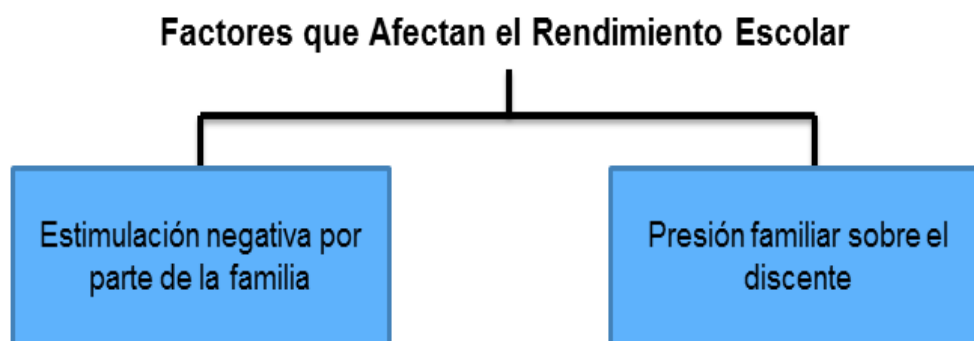 Factores que Afectan el Rendimiento Escolar
Estimulación negativa por
parte de la familia
Presión familiar sobre el
discente